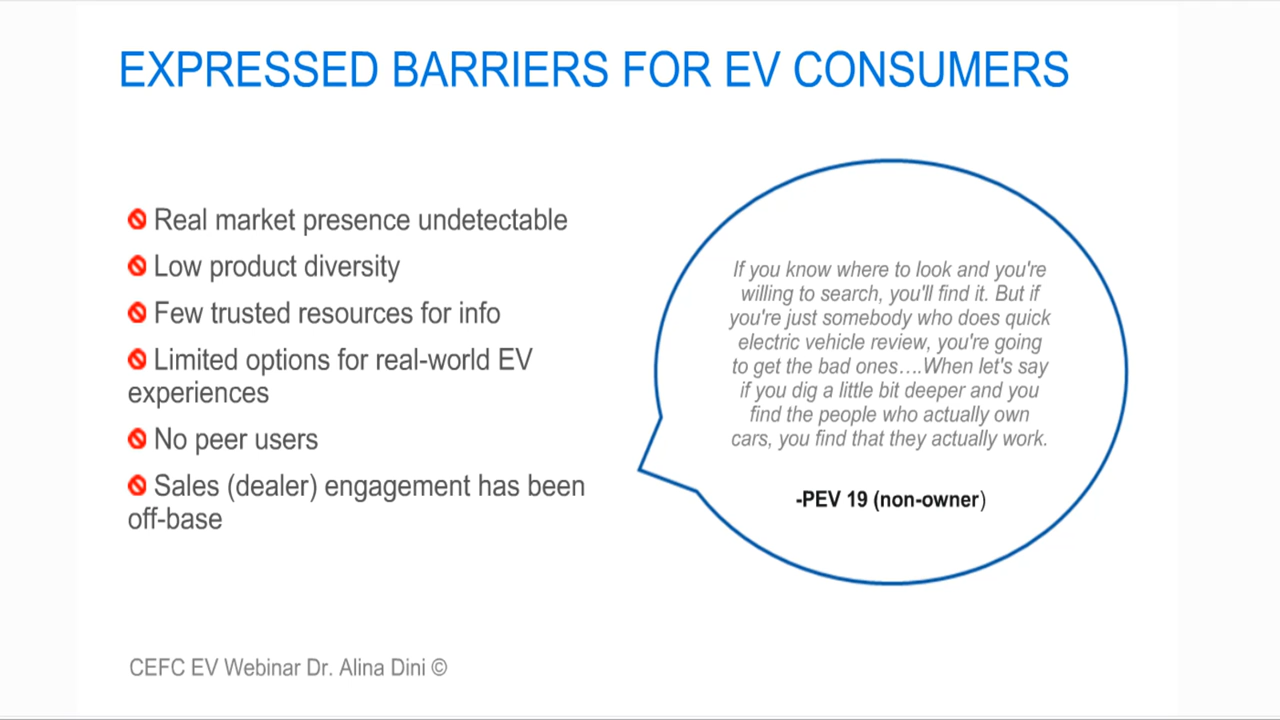 EXPRESSED BARRIERS FOR EV CONSUMERS
Real market presence undetectable
Low product diversity
Few trusted resources for info
Limited options for real-world EV
experiences
No peer users
Sales (dealer) engagement has been
off-base
If you know where to look and you're
willing to search, you'll find it. But if
you're just somebody who does quick
electric vehicle review, you're going
to get the bad ones….When let's say
if you dig a little bit deeper and you
find the people who actually own
cars, you find that they actually work.
-PEV 19 (non-owner)
CEFC EV Webinar Dr. Alina Dini ©